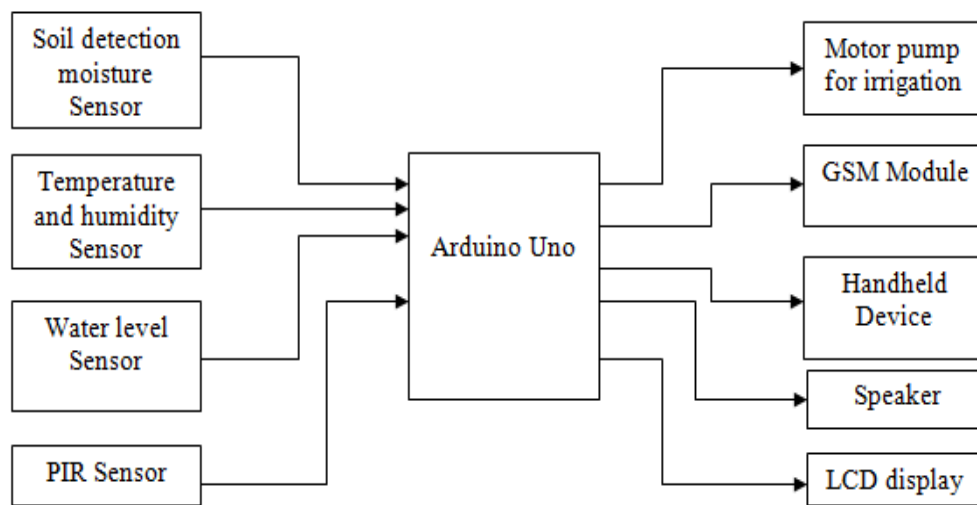 Soil detection
moisture
Sensor
Temperature
and humidity
Sensor
Water level
Sensor
PIR Sensor
Arduino Uno
Motor pump
for irrigation
GSM Module
Handheld
Device
Speaker
LCD display